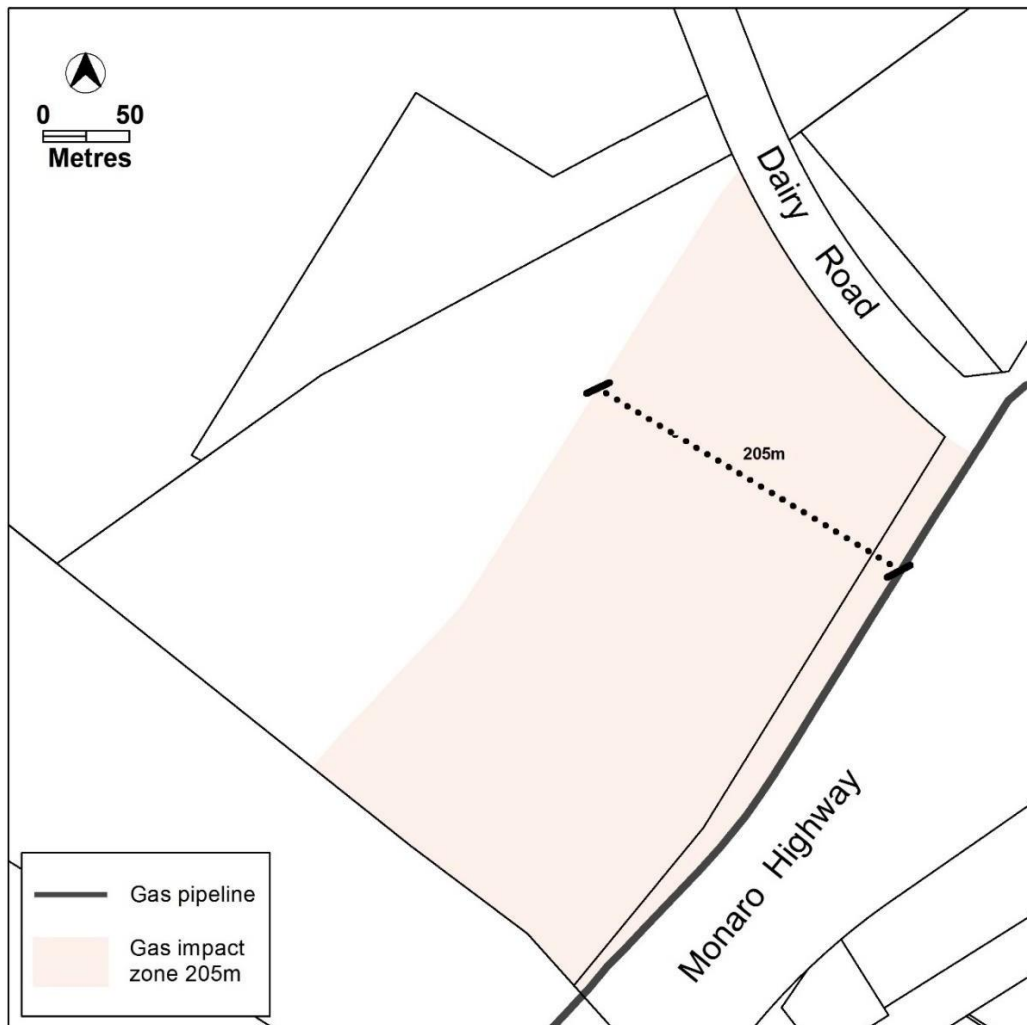 0 50
Metres
Dairy Road
205m
Monaro Highway
Gas pipeline
Gas impact
zone 205m